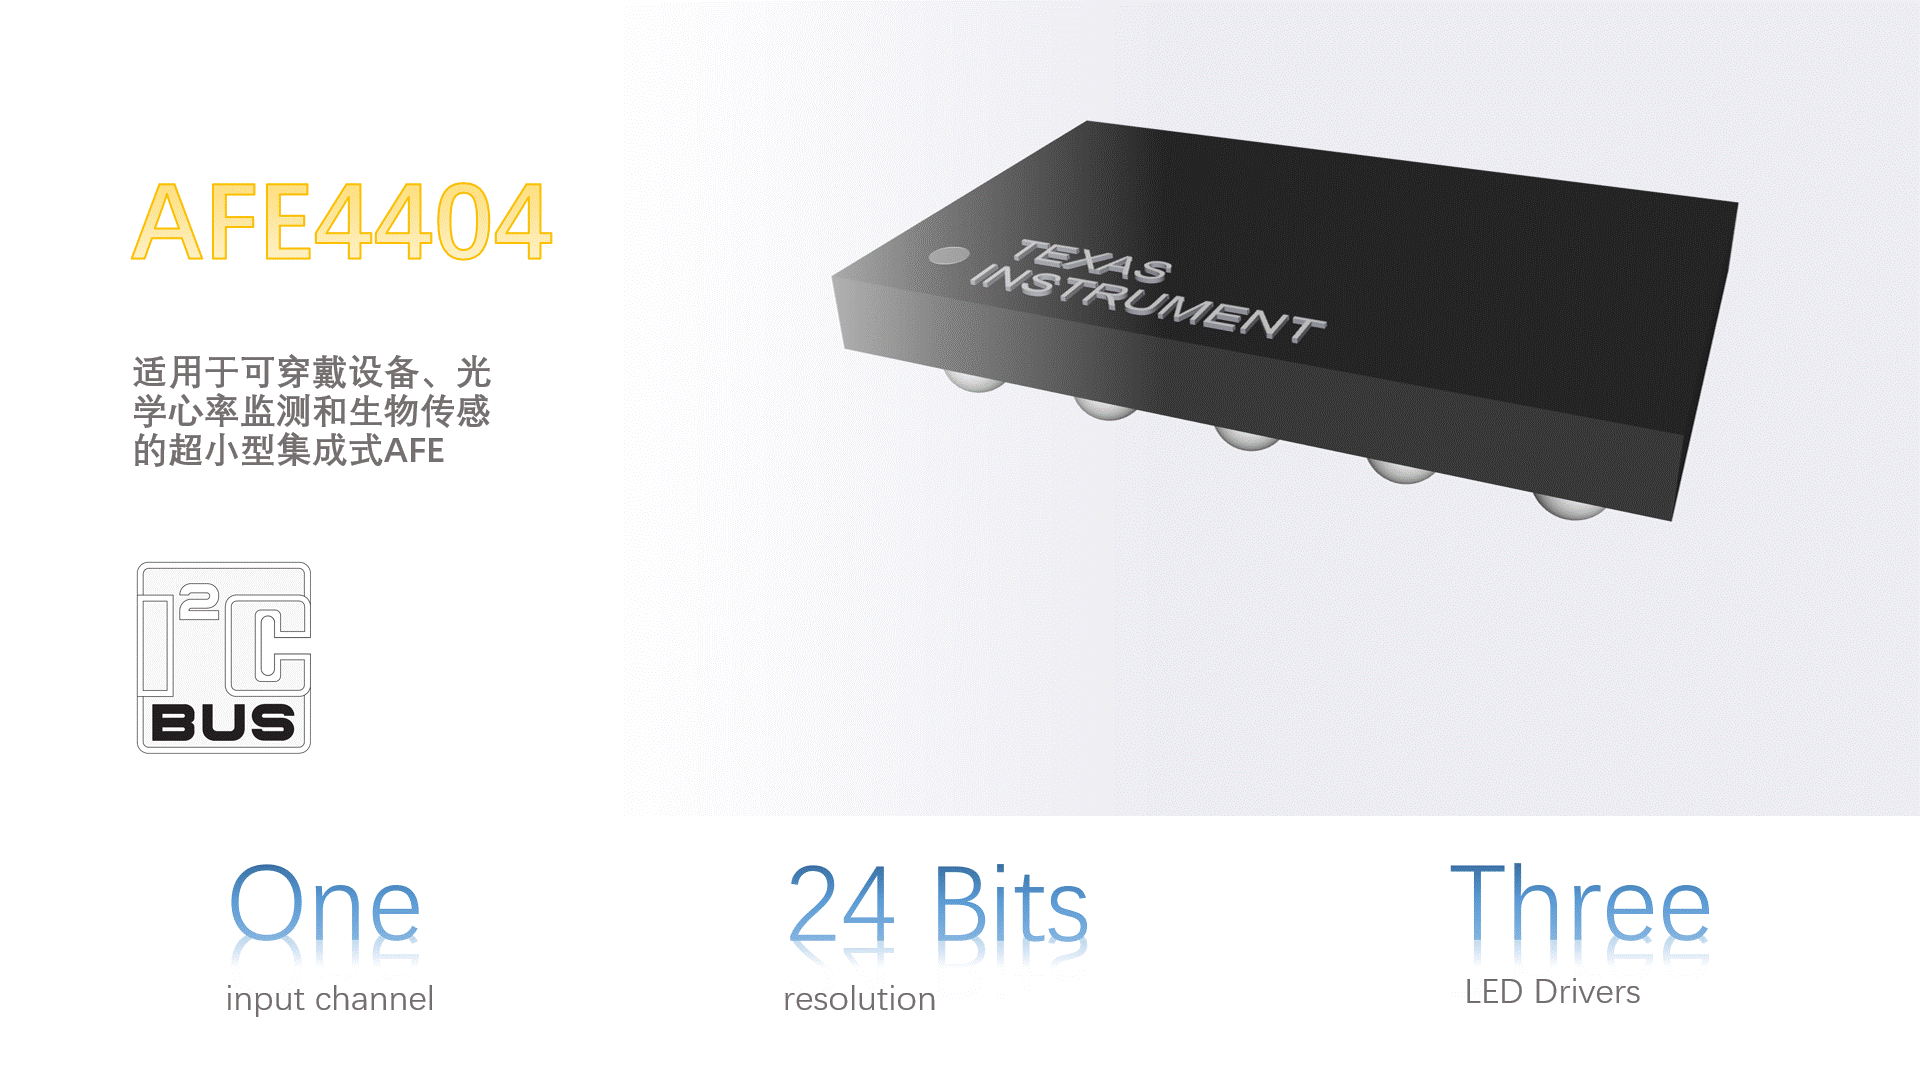 AFE4404
适用于可穿戴设备、光
学心率监测和生物传感
的超小型集成式AFE
I²C
BUS
TEXAS
INSTRUMENT
One
input channel
24 Bits
resolution
Three
LED Drivers